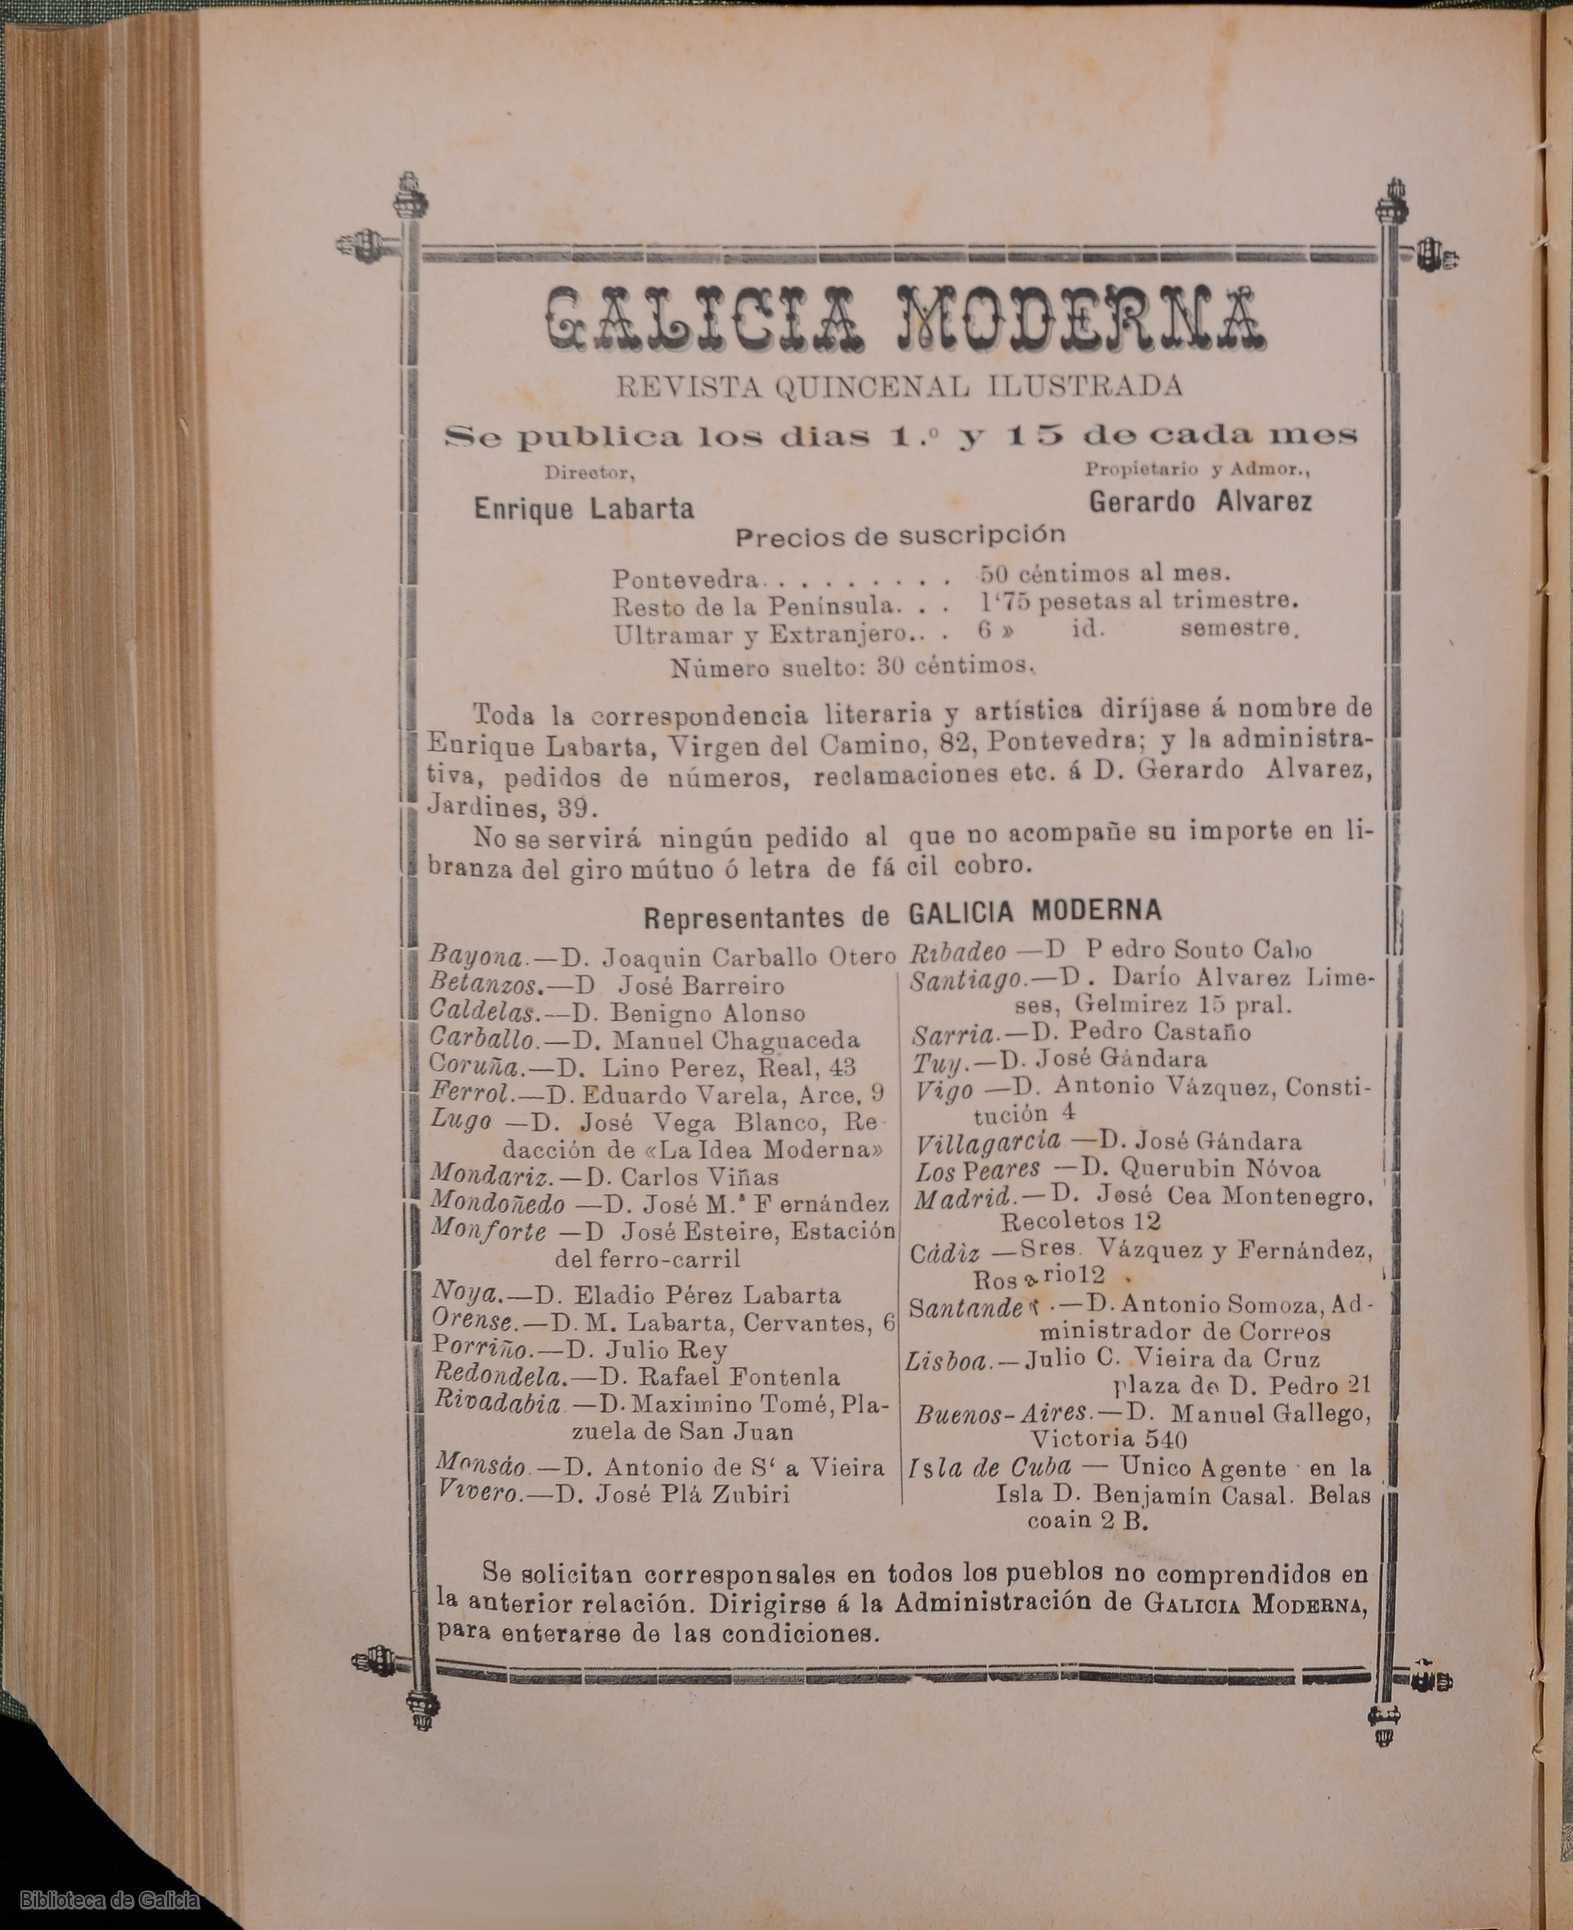 GALICIA MODERNA
REVISTA QUINCENAL ILUSTRADA
Se publica los dias 1.º y 15 de cada mes
Director,
Enrique Labarta
Propietario y Admor.,
Gerardo Alvarez
Precios de suscripción
Pontevedra. . . . . . . . . 50 céntimos al mes.
Resto de la Península. . . 1‘75 pesetas al trimestre.
Ultramar y Extranjero.. . 6 » id. semestre.
Número suelto: 30 céntimos.
Toda la correspondencia literaria y artística diríjase á nombre de
Enrique Labarta, Virgen del Camino, 82, Pontevedra; y la administra-
tiva, pedidos de números, reclamaciones etc. á D. Gerardo Alvarez,
Jardines, 39.
No se servirá ningún pedido al que no acompañe su importe en li-
branza del giro mútuo ó letra de fá cil cobro.
Representantes de GALICIA MODERNA
Bayona.—D. Joaquin Carballo Otero
Betanzos.—D José Barreiro
Caldelas.—D. Benigno Alonso
Carballo.—D. Manuel Chaguaceda
Coruña.—D. Lino Perez, Real, 43
Ferrol.—D. Eduardo Varela, Arce, 9
Lugo —D. José Vega Blanco, Re-
dacción de «La Idea Moderna»
Mondariz.—D. Carlos Viñas
Mondoñedo —D. José M.ª F ernández
Monforte —D José Esteire, Estación
del ferro-carril
Noya.—D. Eladio Pérez Labarta
Orense.—D. M. Labarta, Cervantes, 6
Porriño.—D. Julio Rey
Redondela.—D. Rafael Fontenla
Rivadabia —D. Maximino Tomé, Pla-
zuela de San Juan
Monsáo.—D. Antonio de S‘ a Vieira
Vivero.—D. José Plá Zubiri
Ribadeo —D P edro Souto Cabo
Santiago.—D. Darío Alvarez Lime-
ses, Gelmirez 15 pral.
Sarria.—D. Pedro Castaño
Tuy.—D. José Gándara
Vigo —D. Antonio Vázquez, Consti-
tución 4
Villagarcia —D. José Gándara
Los Peares —D. Querubin Nóvoa
Madrid.—D. José Cea Montenegro,
Recoletos 12
Cádiz —Sres. Vázquez y Fernández,
Ros a rio12 .
Santander.—D. Antonio Somoza, Ad-
ministrador de Correos
Lisboa.—Julio C. Vieira da Cruz
plaza de D. Pedro 21
Buenos-Aires.—D. Manuel Gallego,
Victoria 540
Isla de Cuba — Unico Agente en la
Isla D. Benjamín Casal. Belas
coain 2 B.
Se solicitan corresponsales en todos los pueblos no comprendidos en
la anterior relación. Dirigirse á la Administración de GALICIA MODERNA,
para enterarse de las condiciones.
Biblioteca de Galicia